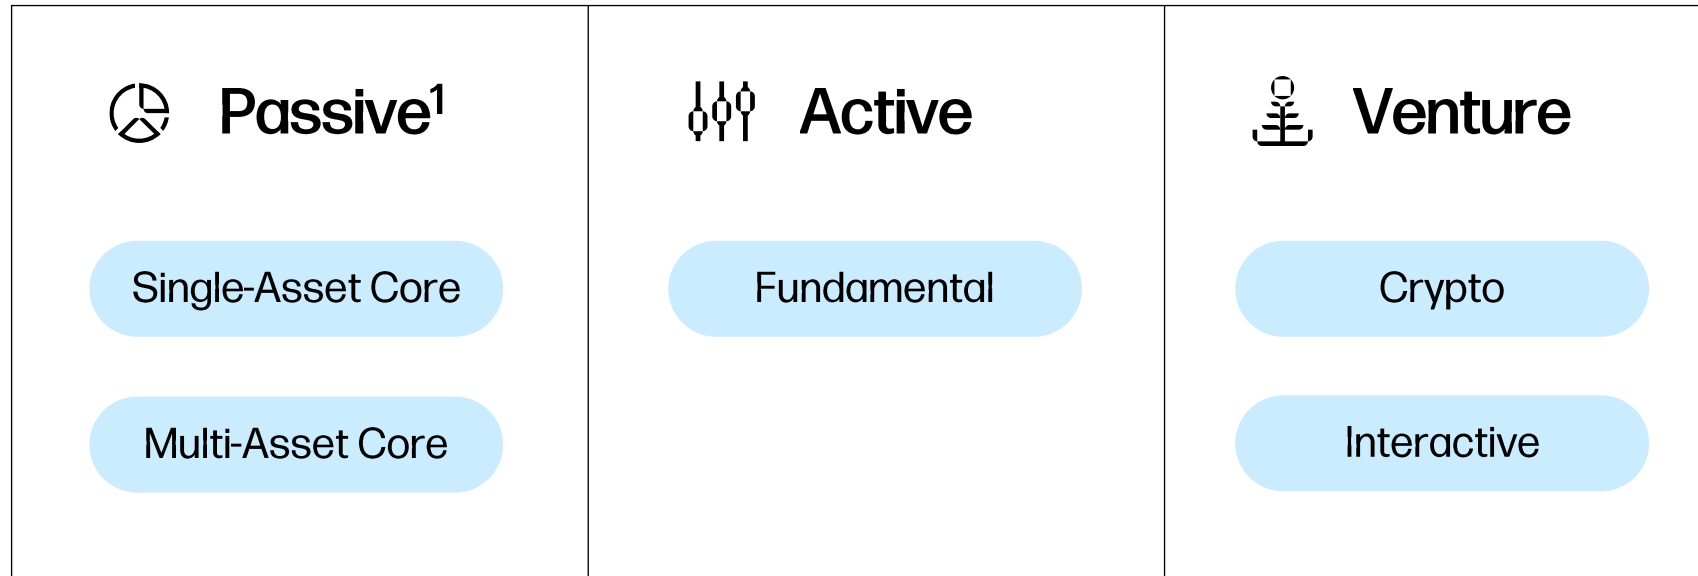 Passive¹
Single-Asset Core
Multi-Asset Core
Active
Fundamental
Venture
Crypto
Interactive